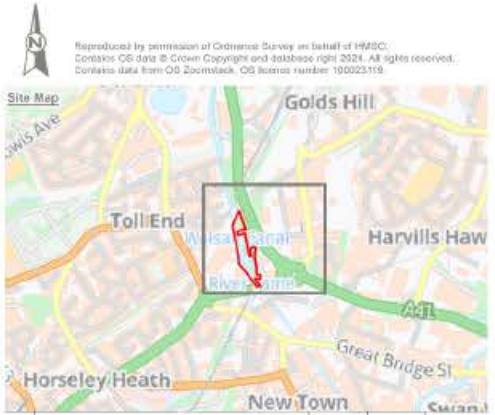 N
Reproduced by permission of Ordnance Survey on behalf of HMSO.
Contains OS data © Crown Copyright and database right 2024. All rights reserved.
Contains data from OS Zoomstack. OS licence number 100023119.
Site Map
Golds Hill
Toll End
Walsall Canal
Harvills Haw
River Tame
A41
Great Bridge St
Horseley Heath
New Town
Swan